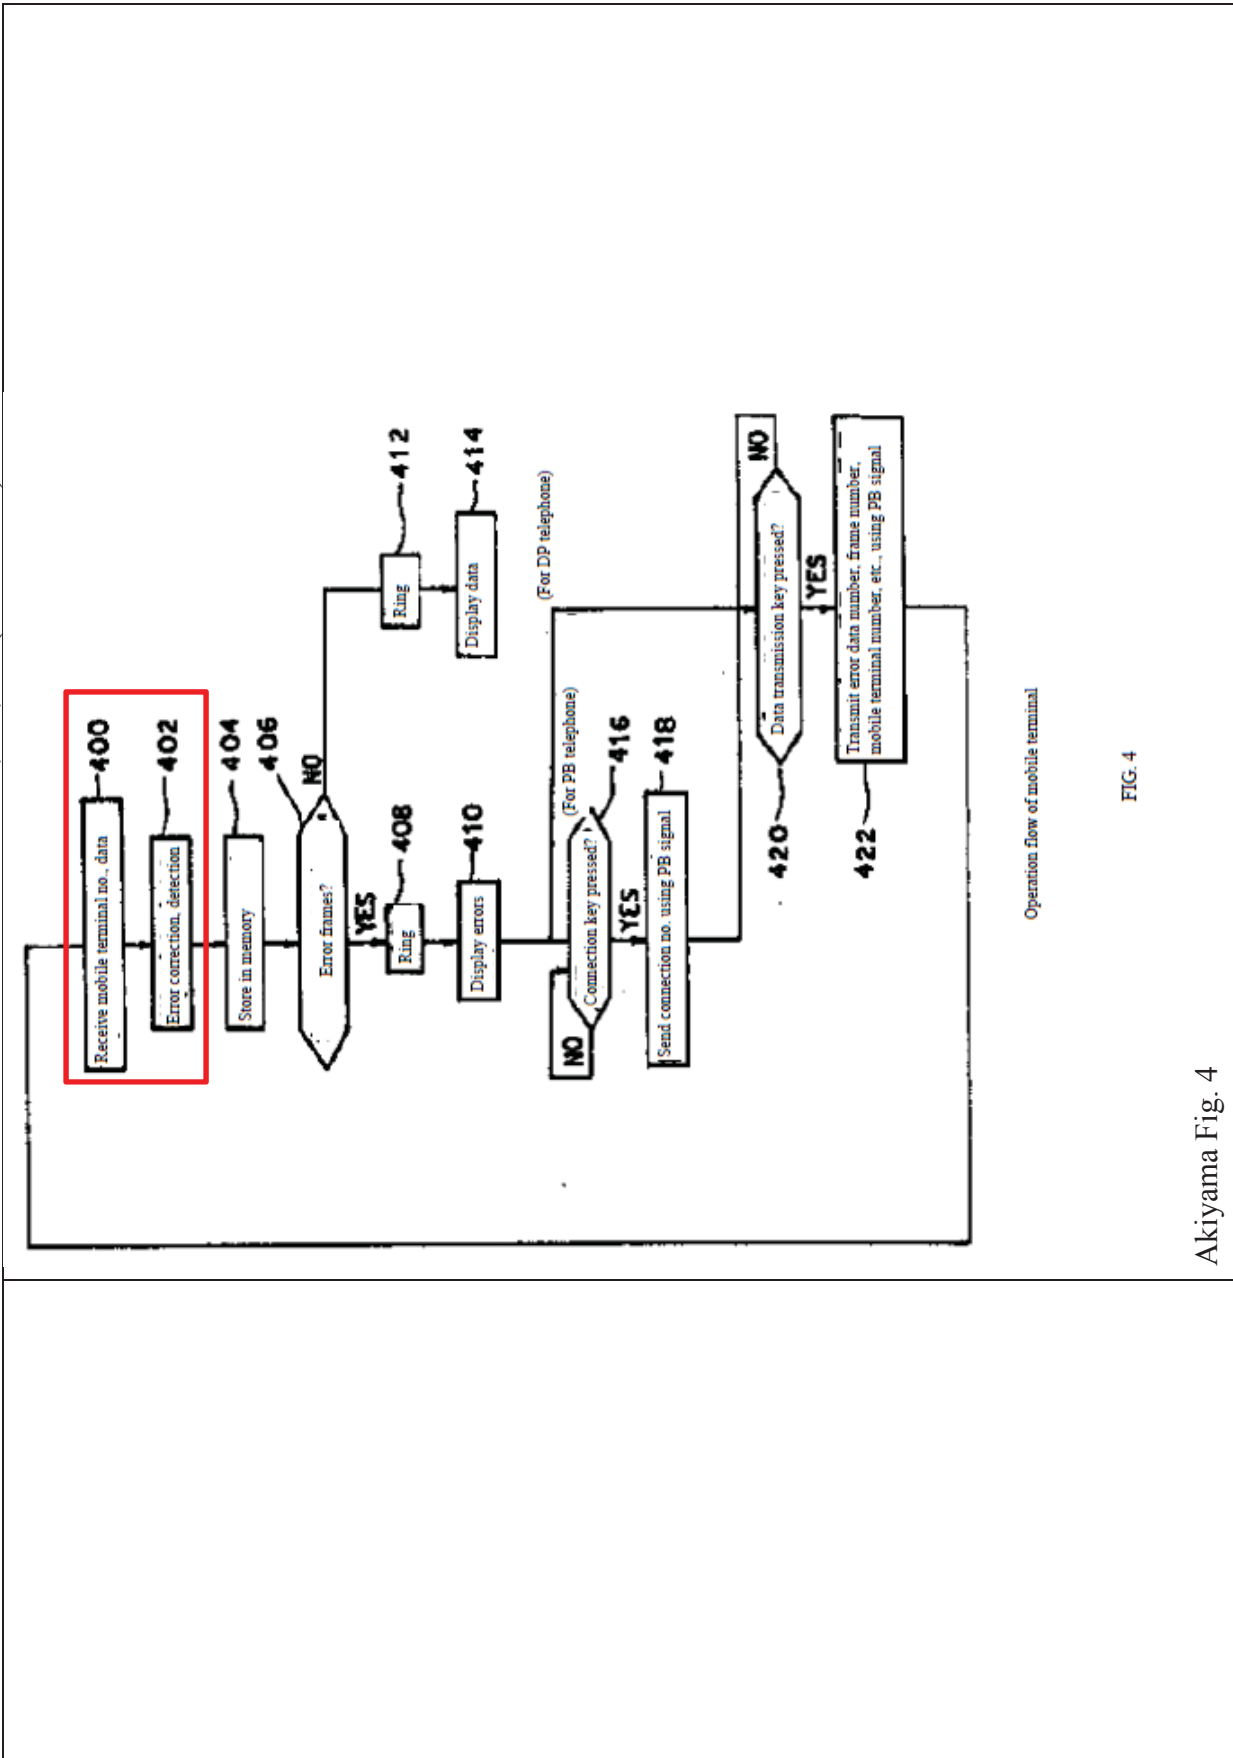 Receive mobile terminal no., data
400
Error correction, detection
402
Store in memory
404
Error frames?
406
NO
YES
Ring
408
Ring
412
Display errors
410
Display data
414
(For PB telephone)
(For DP telephone)
Connection key pressed?
416
NO
YES
Send connection no. using PB signal
418
Data transmission key pressed?
420
NO
YES
Transmit error data number, frame number,
mobile terminal number, etc., using PB signal
422
Operation flow of mobile terminal
FIG. 4
Akiyama Fig. 4